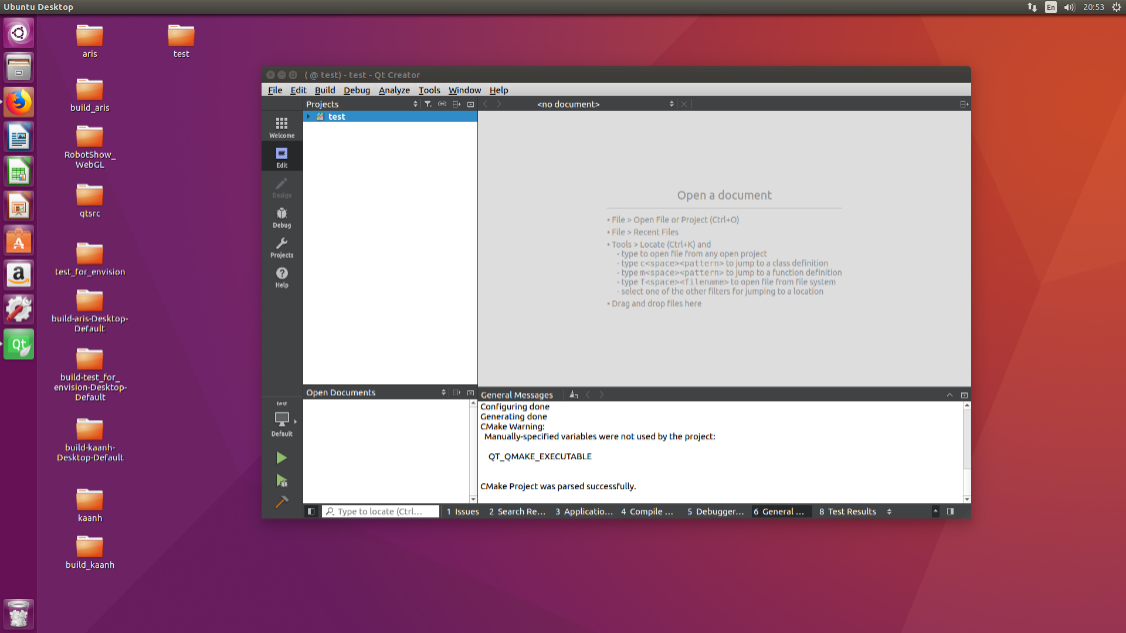 Ubuntu Desktop
En
20:53
aris
test
build_aris
RobotShow_
WebGL
qtsrc
test_for_envision
build-aris-Desktop-
Default
build-test_for_
envision-Desktop-
Default
build-kaanh-
Desktop-Default
kaanh
build_kaanh
( @ test) - test - Qt Creator
File Edit Build Debug Analyze Tools Window Help
Projects
<no document>
test
Welcome
Edit
Design
Debug
Projects
Help
Open a document
• File > Open File or Project (Ctrl+O)
• File > Recent Files
• Tools > Locate (Ctrl+K) and
- type to open file from any open project
- type c<space><pattern> to jump to a class definition
- type m<space><pattern> to jump to a function definition
- type f<space><filename> to open file from file system
- select one of the other filters for jumping to a location
• Drag and drop files here
Open Documents
General Messages
test
Default
Configuring done
Generating done
CMake Warning:
Manually-specified variables were not used by the project:
QT_QMAKE_EXECUTABLE
CMake Project was parsed successfully.
Type to locate (Ctrl...
1 Issues 2 Search Re... 3 Applicatio... 4 Compile ... 5 Debugger... 6 General ... 8 Test Results
Qt
a
A